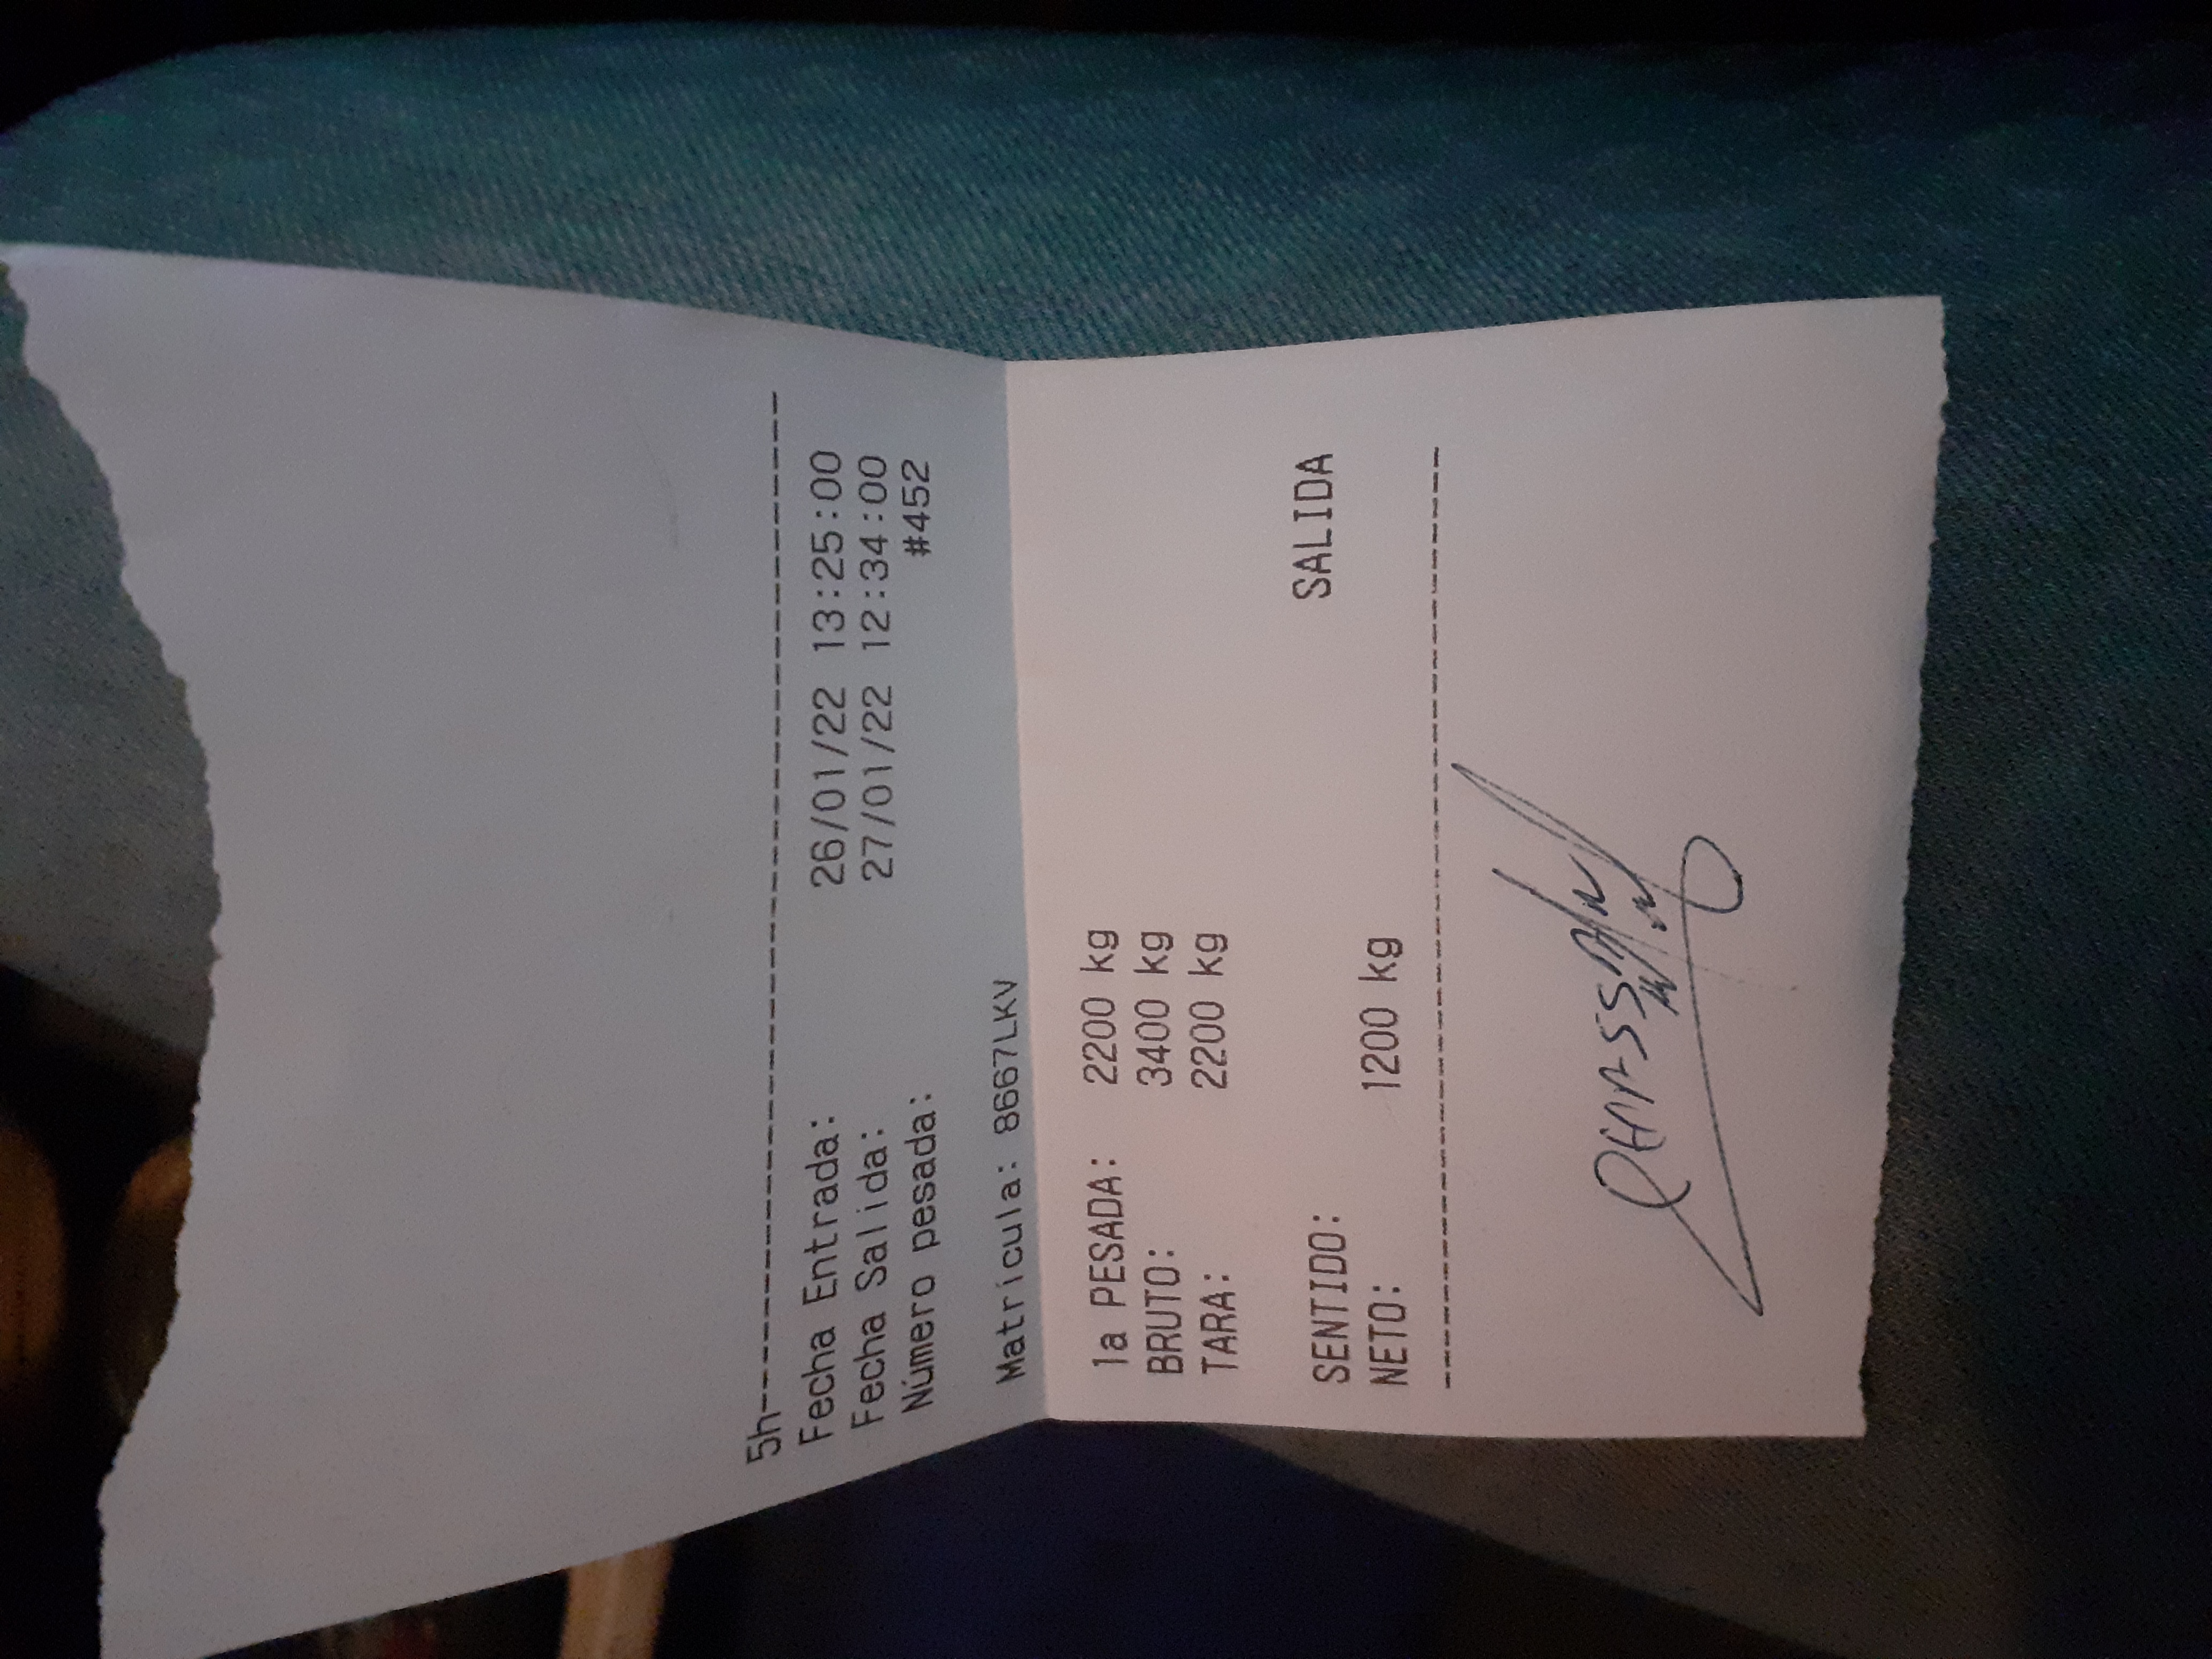 5h------------------------------
Fecha Entrada: 26/01/22 13:25:00
Fecha Salida: 27/01/22 12:34:00
Número pesada: #452
Matrícula: 8667LKV
1a PESADA: 2200 kg
BRUTO: 3400 kg
TARA: 2200 kg
SENTIDO: SALIDA
NETO: 1200 kg
--------------------------------